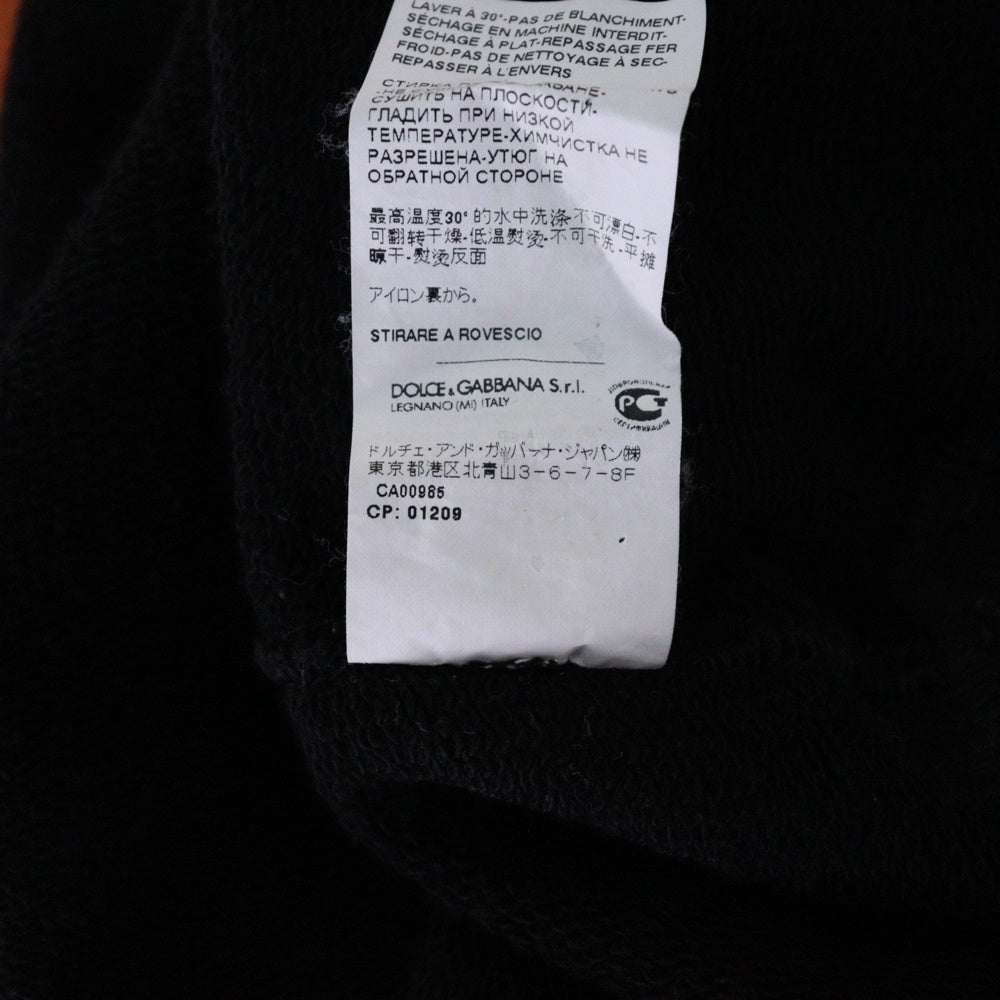 LAVER À 30°-PAS DE BLANCHIMENT-
SÉCHAGE EN MACHINE INTERDIT-
SÉCHAGE À PLAT-REPASSAGE FER
FROID-PAS DE NETTOYAGE À SEC-
REPASSER À L'ENVERS
СТИРКА
СУШИТЬ НА ПЛОСКОСТИ-
ГЛАДИТЬ ПРИ НИЗКОЙ
ТЕМПЕРАТУРЕ-ХИМЧИСТКА НЕ
РАЗРЕШЕНА-УТЮГ НА
ОБРАТНОЙ СТОРОНЕ
最高温度30°的水中洗涤-不可漂白-不
可翻转干燥-低温熨烫-不可干洗-平摊
晾干-熨烫反面
アイロン裏から。
STIRARE A ROVESCIO
DOLCE & GABBANA S.r.l.
LEGNANO (MI) ITALY
РСТ
ドルチェ・アンド・ガッバーナ・ジャパン㈱
東京都港区北青山3-6-7-8F
CA00985
CP: 01209